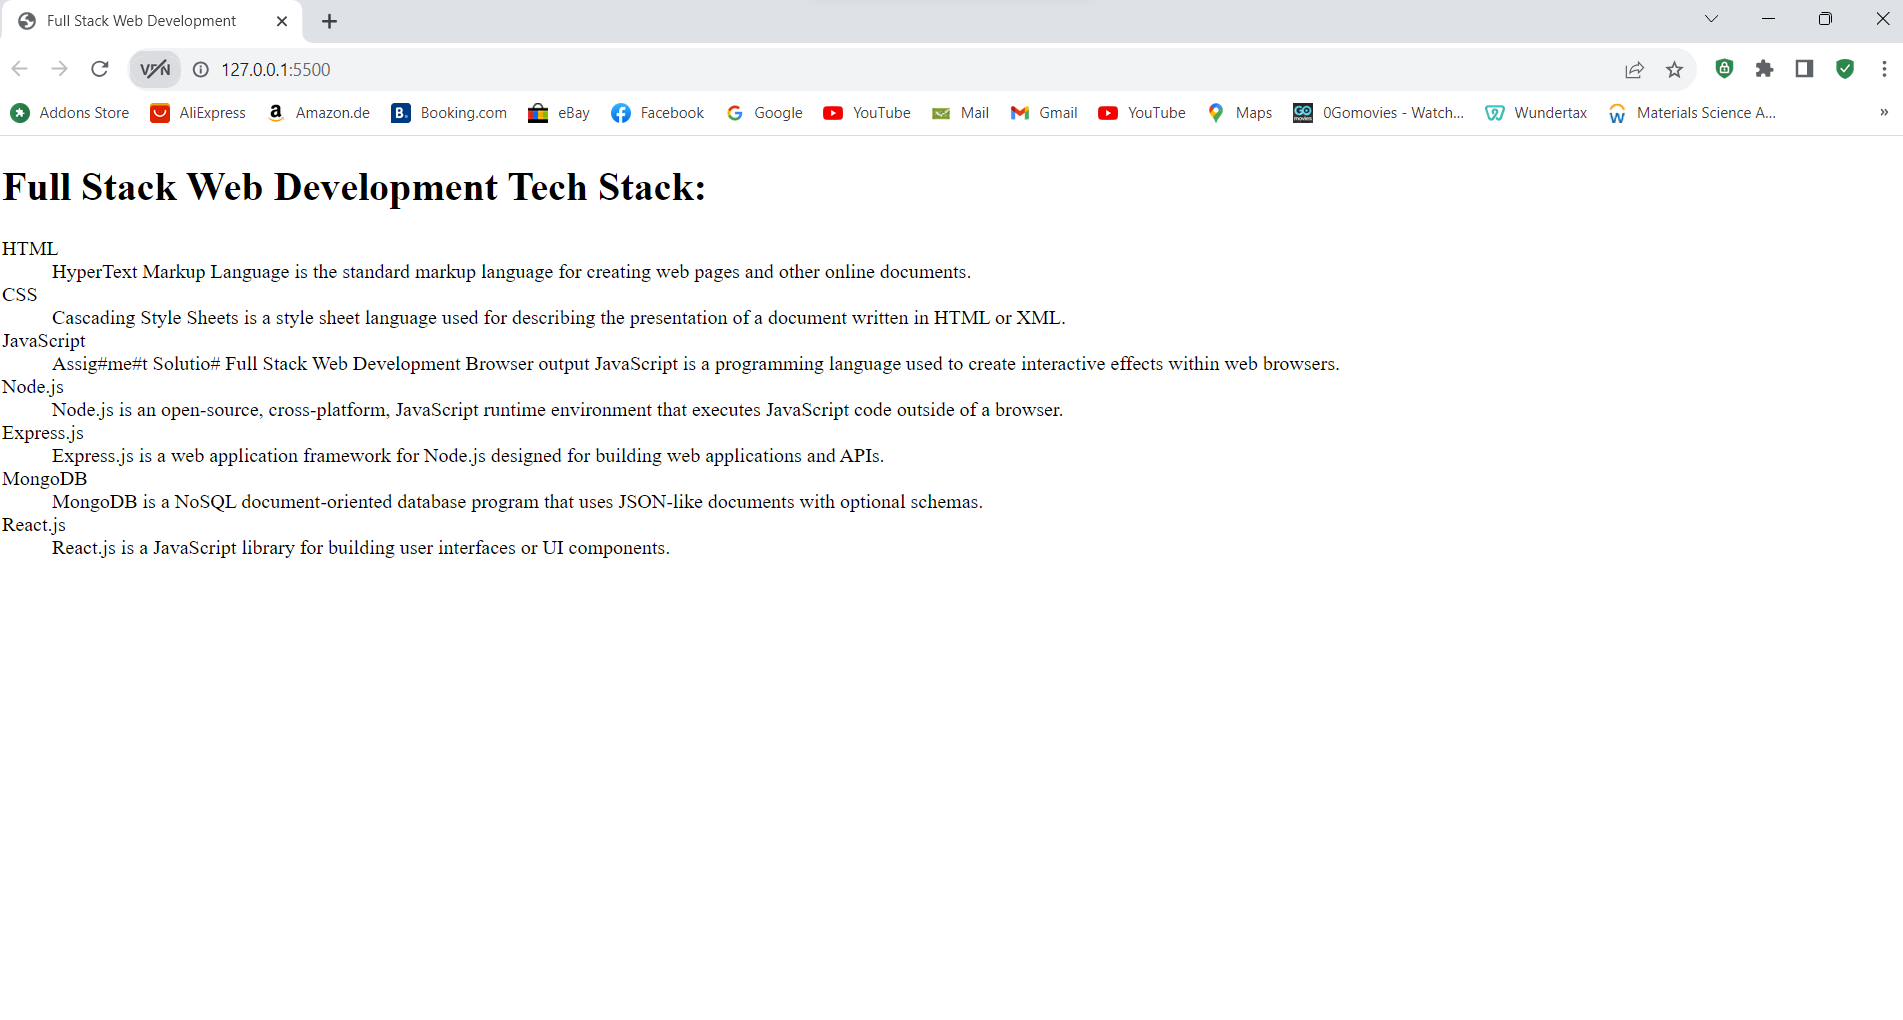 Full Stack Web Development
VPN 127.0.0.1:5500
Addons Store AliExpress Amazon.de Booking.com eBay Facebook Google YouTube Mail Gmail YouTube Maps 0Gomovies - Watch... Wundertax Materials Science A... »
Full Stack Web Development Tech Stack:
HTML
HyperText Markup Language is the standard markup language for creating web pages and other online documents.
CSS
Cascading Style Sheets is a style sheet language used for describing the presentation of a document written in HTML or XML.
JavaScript
Assig#me#t Solutio# Full Stack Web Development Browser output JavaScript is a programming language used to create interactive effects within web browsers.
Node.js
Node.js is an open-source, cross-platform, JavaScript runtime environment that executes JavaScript code outside of a browser.
Express.js
Express.js is a web application framework for Node.js designed for building web applications and APIs.
MongoDB
MongoDB is a NoSQL document-oriented database program that uses JSON-like documents with optional schemas.
React.js
React.js is a JavaScript library for building user interfaces or UI components.